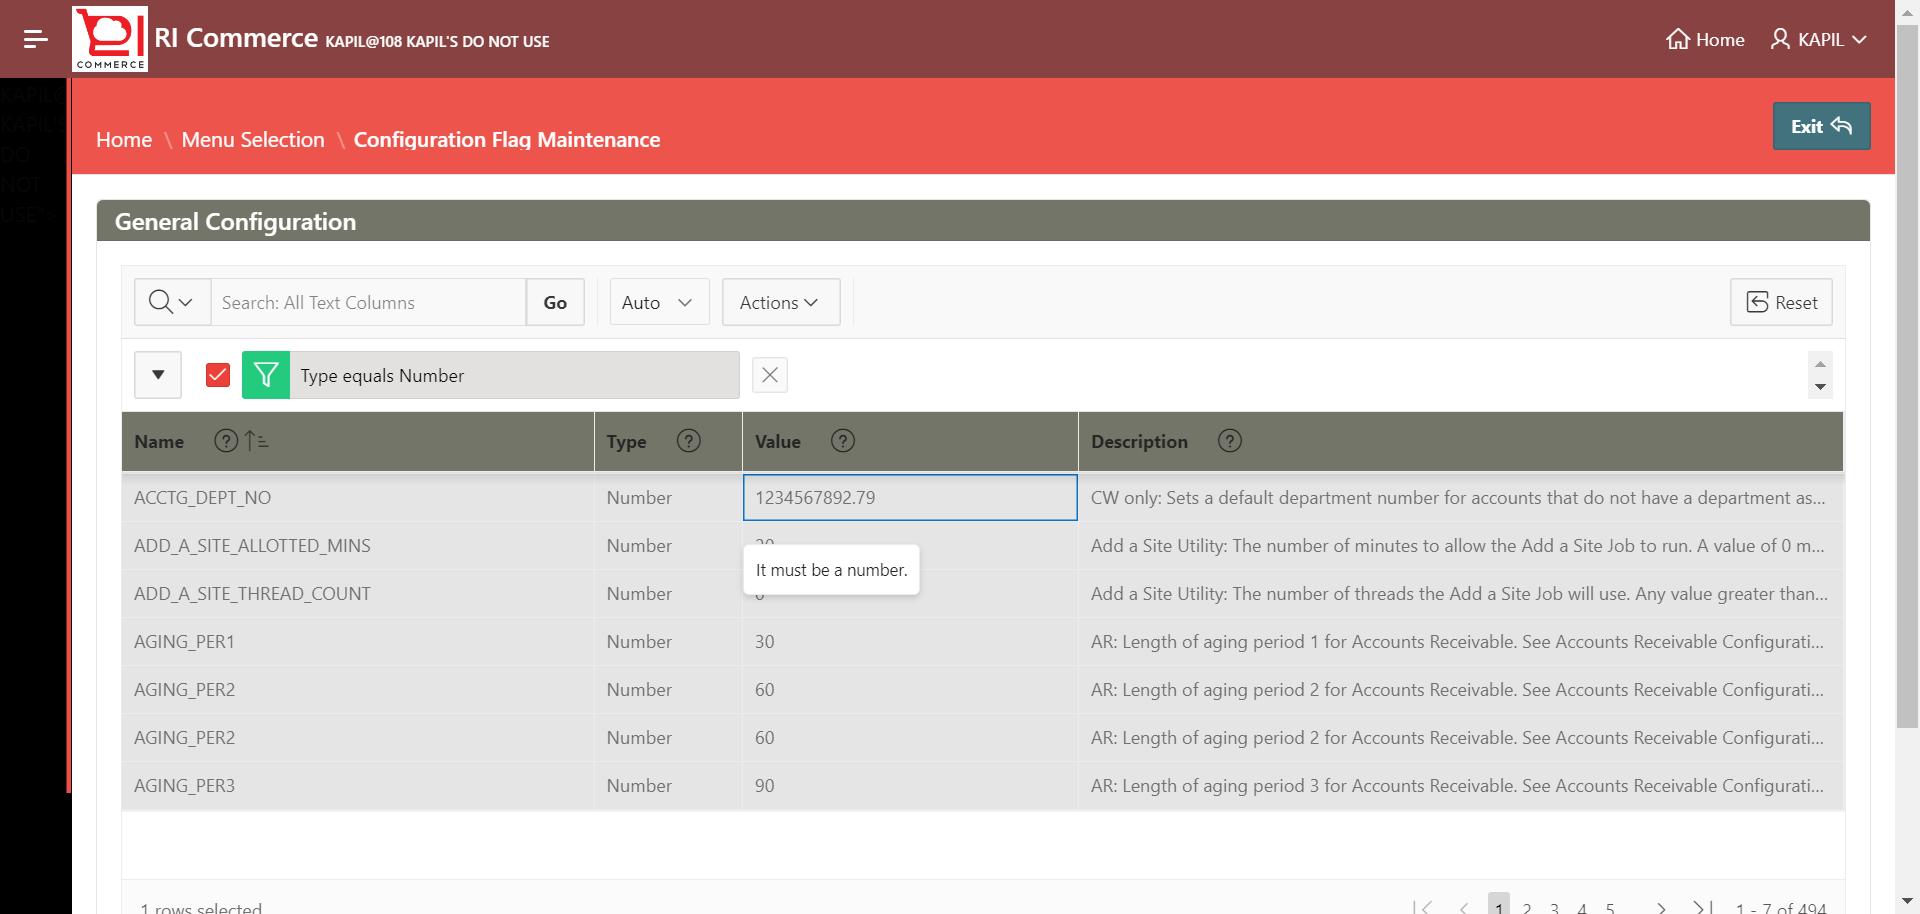 RI Commerce KAPIL@108 KAPIL'S DO NOT USE
COMMERCE
Home
KAPIL
KAPIL@
KAPIL'S
DO
NOT
USE
Home \ Menu Selection \ Configuration Flag Maintenance
Exit
General Configuration
Search: All Text Columns
Go
Auto
Actions
Reset
Type equals Number
Name Type Value Description
ACCTG_DEPT_NO Number 1234567892.79 CW only: Sets a default department number for accounts that do not have a department as...
ADD_A_SITE_ALLOTTED_MINS Number Add a Site Utility: The number of minutes to allow the Add a Site Job to run. A value of 0 m...
It must be a number.
ADD_A_SITE_THREAD_COUNT Number Add a Site Utility: The number of threads the Add a Site Job will use. Any value greater than...
AGING_PER1 Number 30 AR: Length of aging period 1 for Accounts Receivable. See Accounts Receivable Configurati...
AGING_PER2 Number 60 AR: Length of aging period 2 for Accounts Receivable. See Accounts Receivable Configurati...
AGING_PER2 Number 60 AR: Length of aging period 2 for Accounts Receivable. See Accounts Receivable Configurati...
AGING_PER3 Number 90 AR: Length of aging period 3 for Accounts Receivable. See Accounts Receivable Configurati...
1 rows selected 1 2 3 4 5 1 - 7 of 494